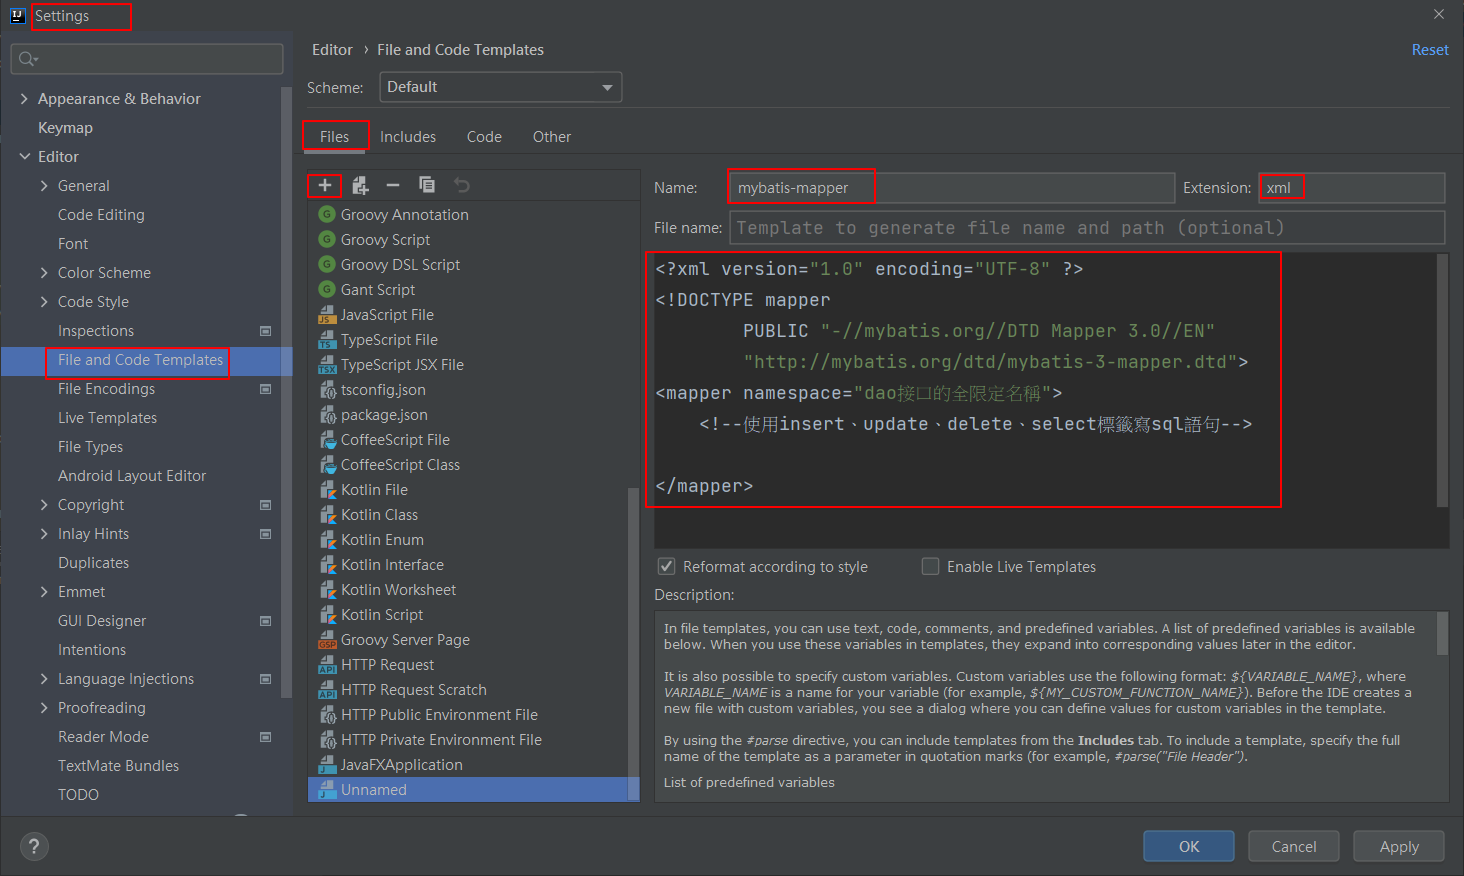 Settings
Editor › File and Code Templates
Reset
Scheme: Default
Appearance & Behavior
Keymap
Editor
General
Code Editing
Font
Color Scheme
Code Style
Inspections
File and Code Templates
File Encodings
Live Templates
File Types
Android Layout Editor
Copyright
Inlay Hints
Duplicates
Emmet
GUI Designer
Intentions
Language Injections
Proofreading
Reader Mode
TextMate Bundles
TODO
Files Includes Code Other
Groovy Annotation
Groovy Script
Groovy DSL Script
Gant Script
JavaScript File
TypeScript File
TypeScript JSX File
tsconfig.json
package.json
CoffeeScript File
CoffeeScript Class
Kotlin File
Kotlin Class
Kotlin Enum
Kotlin Interface
Kotlin Worksheet
Kotlin Script
Groovy Server Page
HTTP Request
HTTP Request Scratch
HTTP Public Environment File
HTTP Private Environment File
JavaFXApplication
Unnamed
Name: mybatis-mapper Extension: xml
File name: Template to generate file name and path (optional)
<?xml version="1.0" encoding="UTF-8" ?>
<!DOCTYPE mapper
PUBLIC "-//mybatis.org//DTD Mapper 3.0//EN"
"http://mybatis.org/dtd/mybatis-3-mapper.dtd">
<mapper namespace="dao接口的全限定名稱">
<!--使用insert、update、delete、select標籤寫sql語句-->
</mapper>
Reformat according to style Enable Live Templates
Description:
In file templates, you can use text, code, comments, and predefined variables. A list of predefined variables is available
below. When you use these variables in templates, they expand into corresponding values later in the editor.
It is also possible to specify custom variables. Custom variables use the following format: ${VARIABLE_NAME}, where
VARIABLE_NAME is a name for your variable (for example, ${MY_CUSTOM_FUNCTION_NAME}). Before the IDE creates a
new file with custom variables, you see a dialog where you can define values for custom variables in the template.
By using the #parse directive, you can include templates from the Includes tab. To include a template, specify the full
name of the template as a parameter in quotation marks (for example, #parse("File Header").
List of predefined variables
? OK Cancel Apply